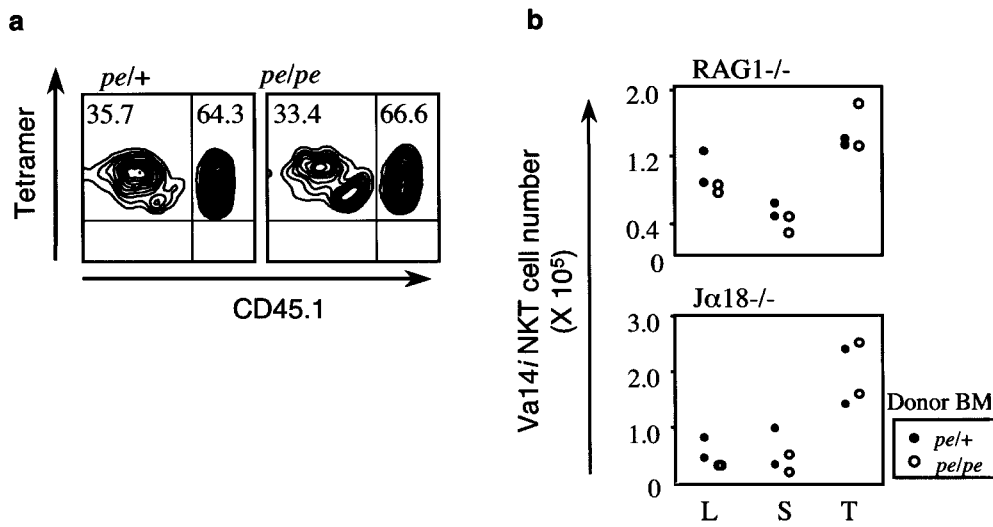 a
pe/+
pe/pe
35.7
64.3
33.4
66.6
Tetramer
CD45.1
b
RAG1-/-
2.0
1.2
0.4
0
Va14i NKT cell number
(X 10⁵)
Jα18-/-
3.0
2.0
1.0
0
L S T
Donor BM
pe/+
pe/pe